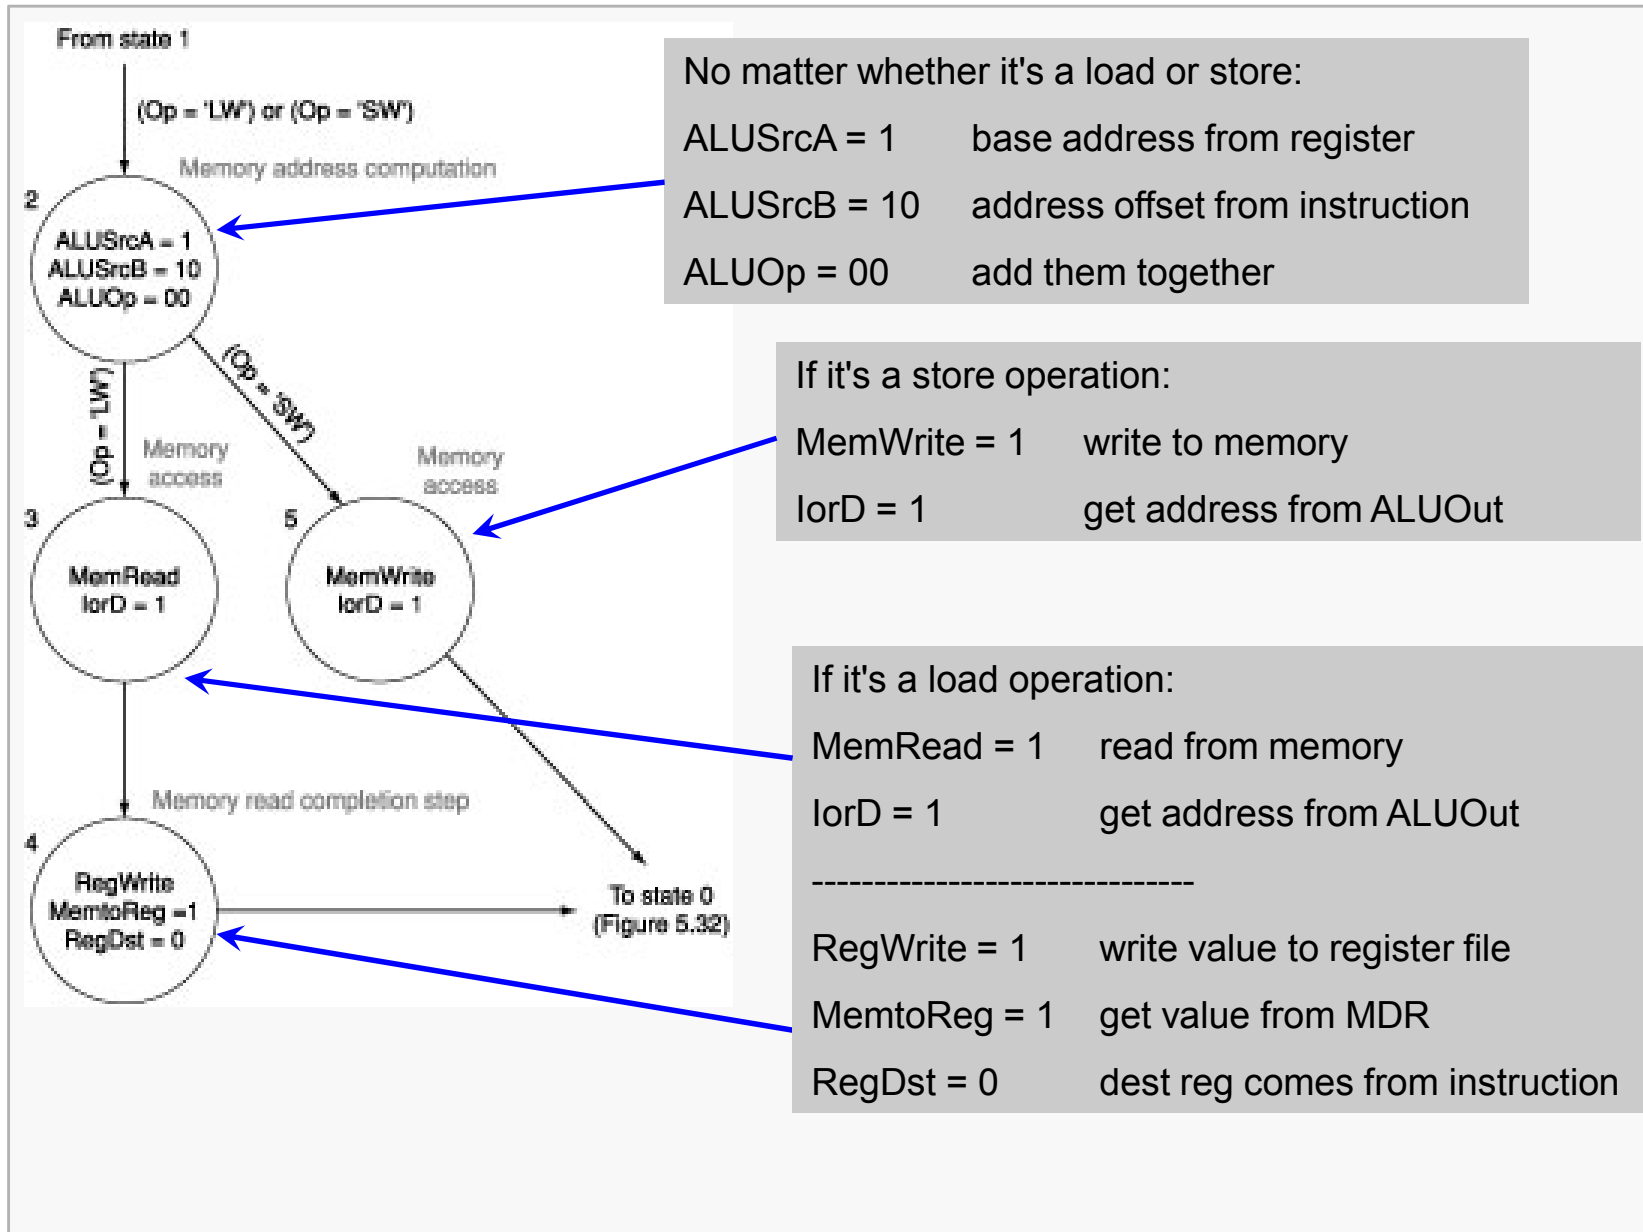 From state 1
(Op = 'LW') or (Op = 'SW')
Memory address computation
2
ALUSrcA = 1
ALUSrcB = 10
ALUOp = 00
(Op = 'LW')
(Op = 'SW')
Memory
access
Memory
access
3
MemRead
IorD = 1
5
MemWrite
IorD = 1
Memory read completion step
4
RegWrite
MemtoReg =1
RegDst = 0
To state 0
(Figure 5.32)
No matter whether it's a load or store:
ALUSrcA = 1 base address from register
ALUSrcB = 10 address offset from instruction
ALUOp = 00 add them together
If it's a store operation:
MemWrite = 1 write to memory
IorD = 1 get address from ALUOut
If it's a load operation:
MemRead = 1 read from memory
IorD = 1 get address from ALUOut
-------------------------------
RegWrite = 1 write value to register file
MemtoReg = 1 get value from MDR
RegDst = 0 dest reg comes from instruction